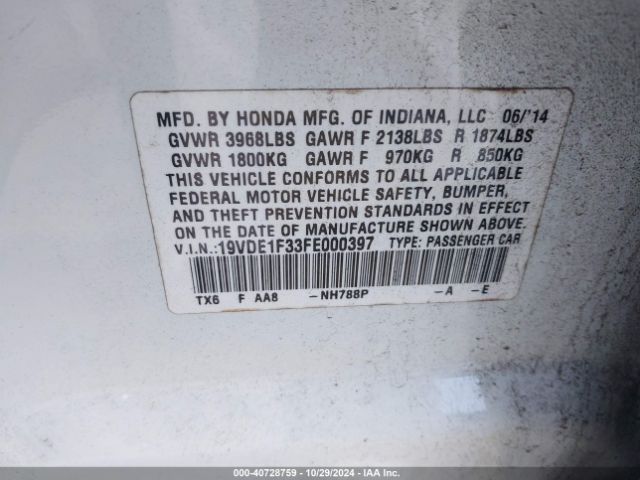 MFD. BY HONDA MFG. OF INDIANA, LLC 06/'14
GVWR 3968LBS GAWR F 2138LBS R 1874LBS
GVWR 1800KG GAWR F 970KG R 850KG
THIS VEHICLE CONFORMS TO ALL APPLICABLE
FEDERAL MOTOR VEHICLE SAFETY, BUMPER,
AND THEFT PREVENTION STANDARDS IN EFFECT
ON THE DATE OF MANUFACTURE SHOWN ABOVE.
V.I.N.:19VDE1F33FE000397 TYPE: PASSENGER CAR
TX6 F AA8 -NH788P -A -E
000-40728759 - 10/29/2024 - IAA Inc.